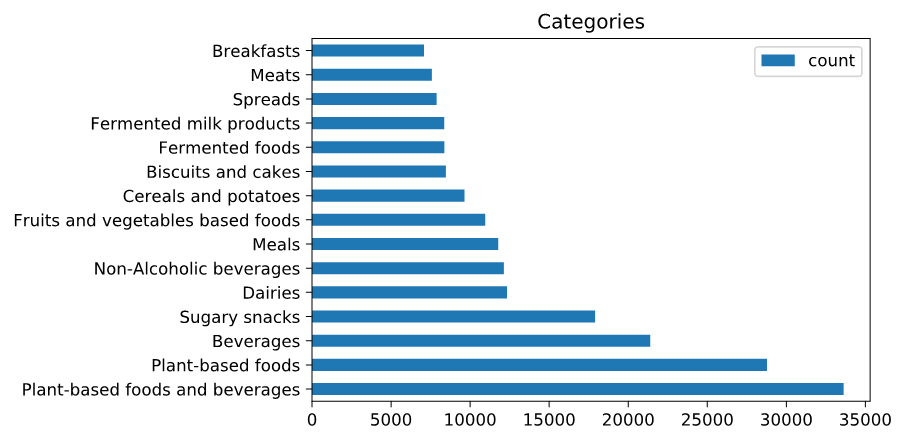 Categories
count
Breakfasts
Meats
Spreads
Fermented milk products
Fermented foods
Biscuits and cakes
Cereals and potatoes
Fruits and vegetables based foods
Meals
Non-Alcoholic beverages
Dairies
Sugary snacks
Beverages
Plant-based foods
Plant-based foods and beverages
0 5000 10000 15000 20000 25000 30000 35000